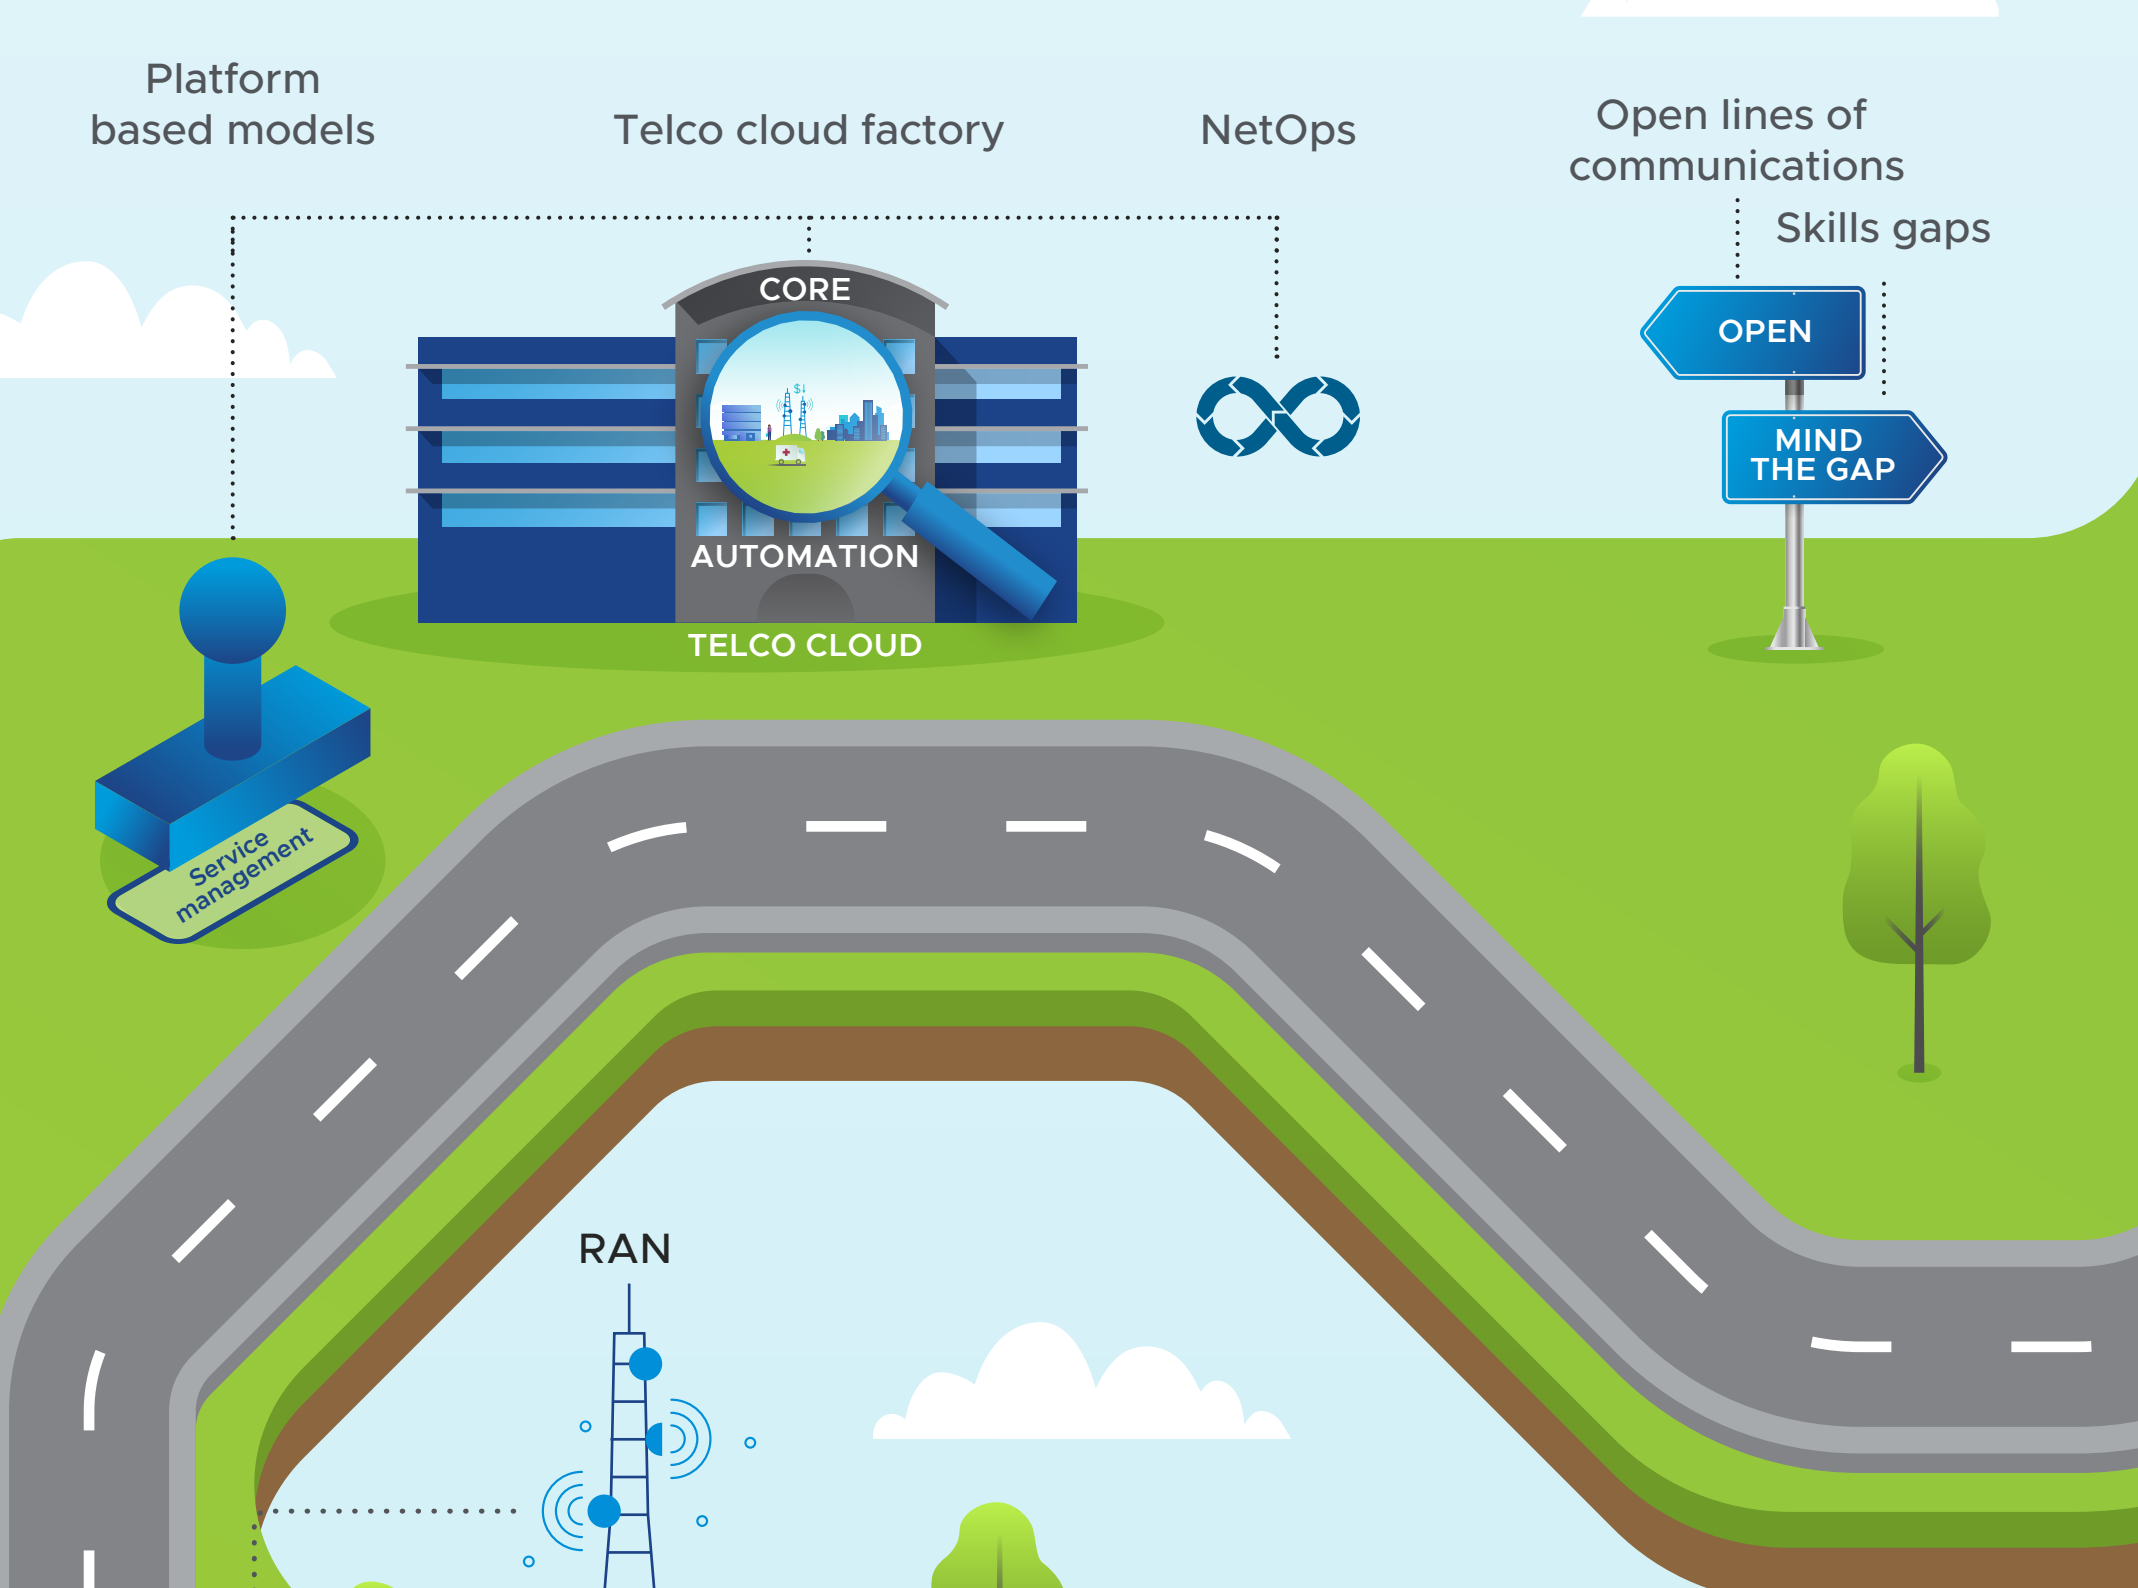 Platform
based models
Telco cloud factory
NetOps
Open lines of
communications
Skills gaps
CORE
$
OPEN
MIND
THE GAP
AUTOMATION
TELCO CLOUD
Service
management
RAN